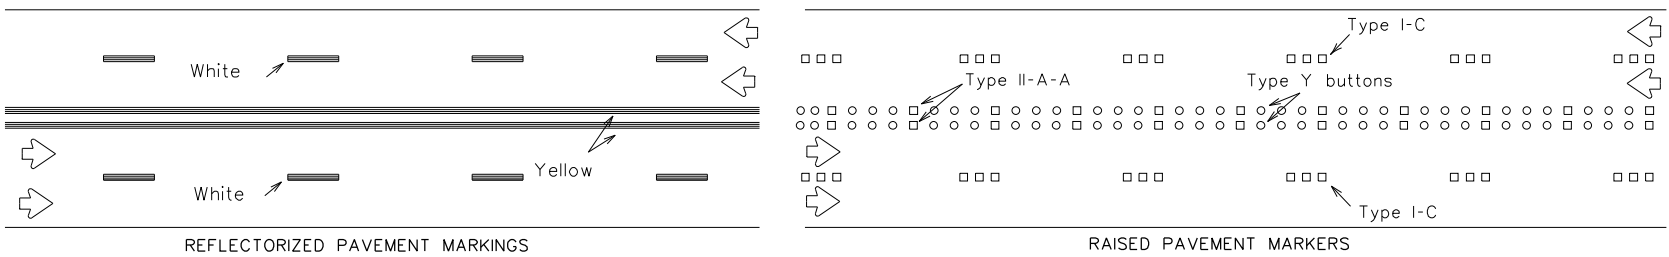 White
White
Yellow
REFLECTORIZED PAVEMENT MARKINGS
Type I-C
Type II-A-A
Type Y buttons
Type I-C
RAISED PAVEMENT MARKERS